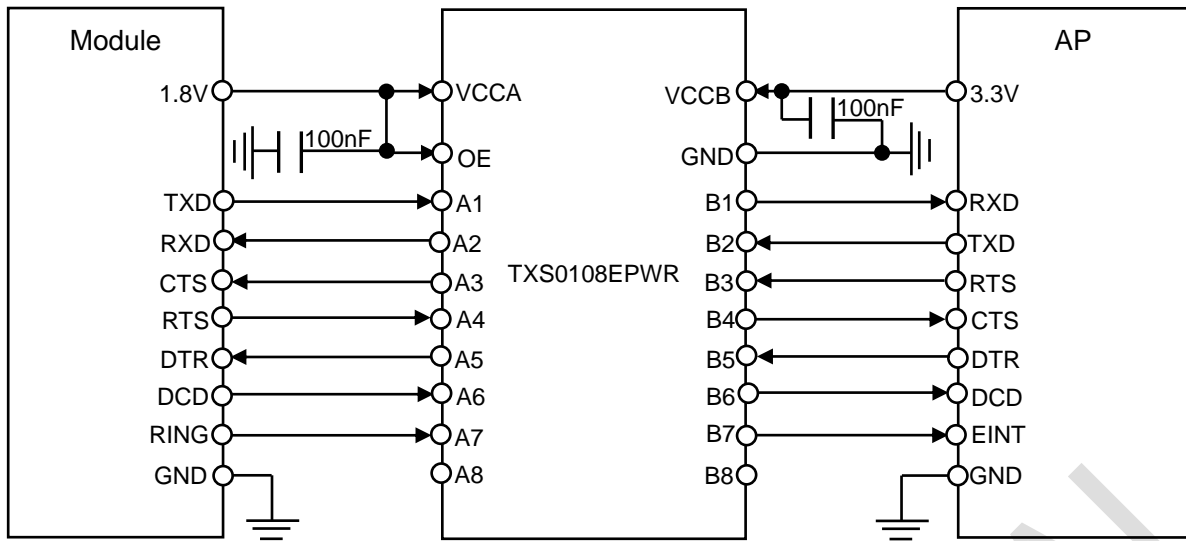 Module
AP
1.8V
VCCA
VCCB
3.3V
100nF
100nF
OE
GND
TXD
A1
B1
RXD
RXD
A2
B2
TXD
CTS
A3
TXS0108EPWR
B3
RTS
RTS
A4
B4
CTS
DTR
A5
B5
DTR
DCD
A6
B6
DCD
RING
A7
B7
EINT
GND
A8
B8
GND